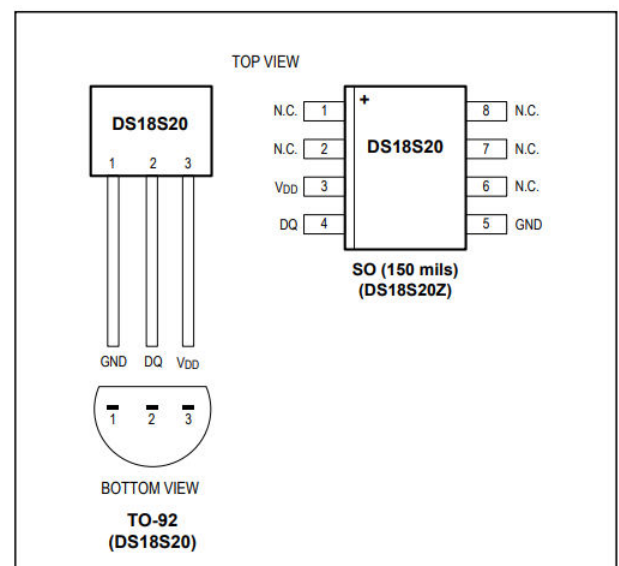 TOP VIEW
DS18S20
1 2 3
GND DQ VDD
1 2 3
BOTTOM VIEW
TO-92
(DS18S20)
+
DS18S20
N.C. 1
N.C. 2
VDD 3
DQ 4
8 N.C.
7 N.C.
6 N.C.
5 GND
SO (150 mils)
(DS18S20Z)